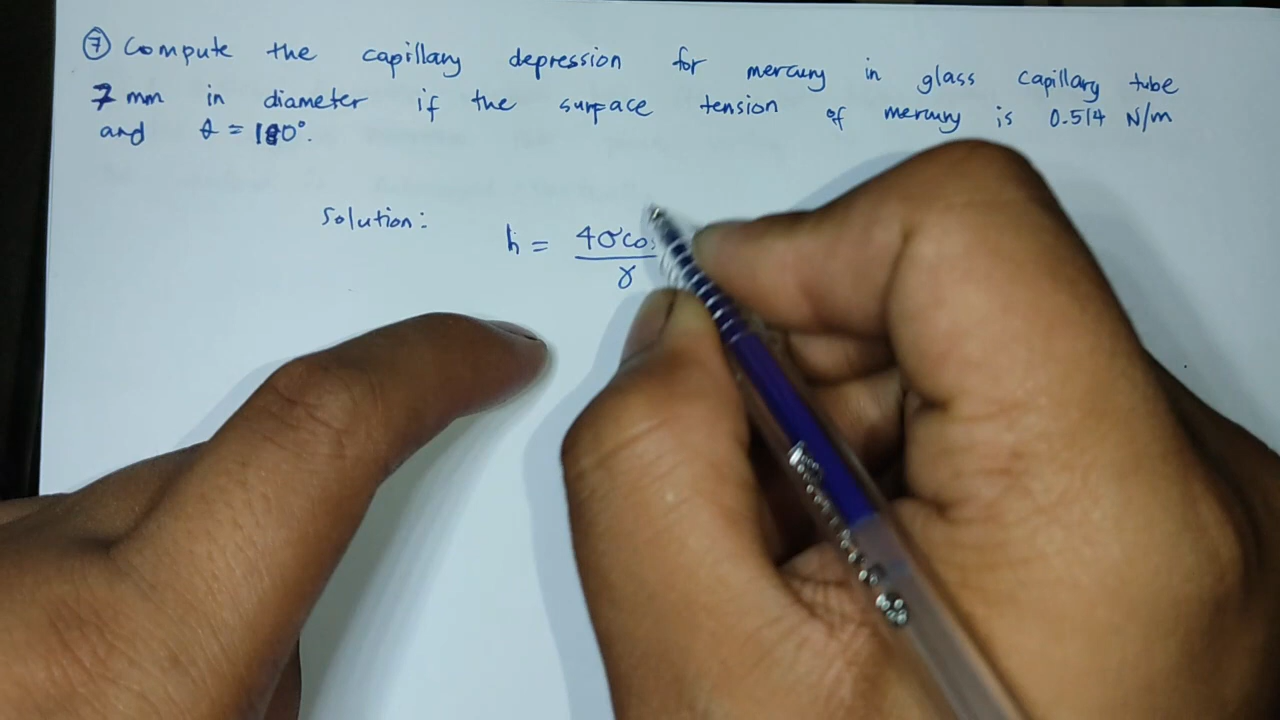 ⑦ Compute the capillary depression for mercury in glass capillary tube
7 mm in diameter if the surface tension of mercury is 0.514 N/m
and θ = 180°.
Solution:
h = 4σcos
γ